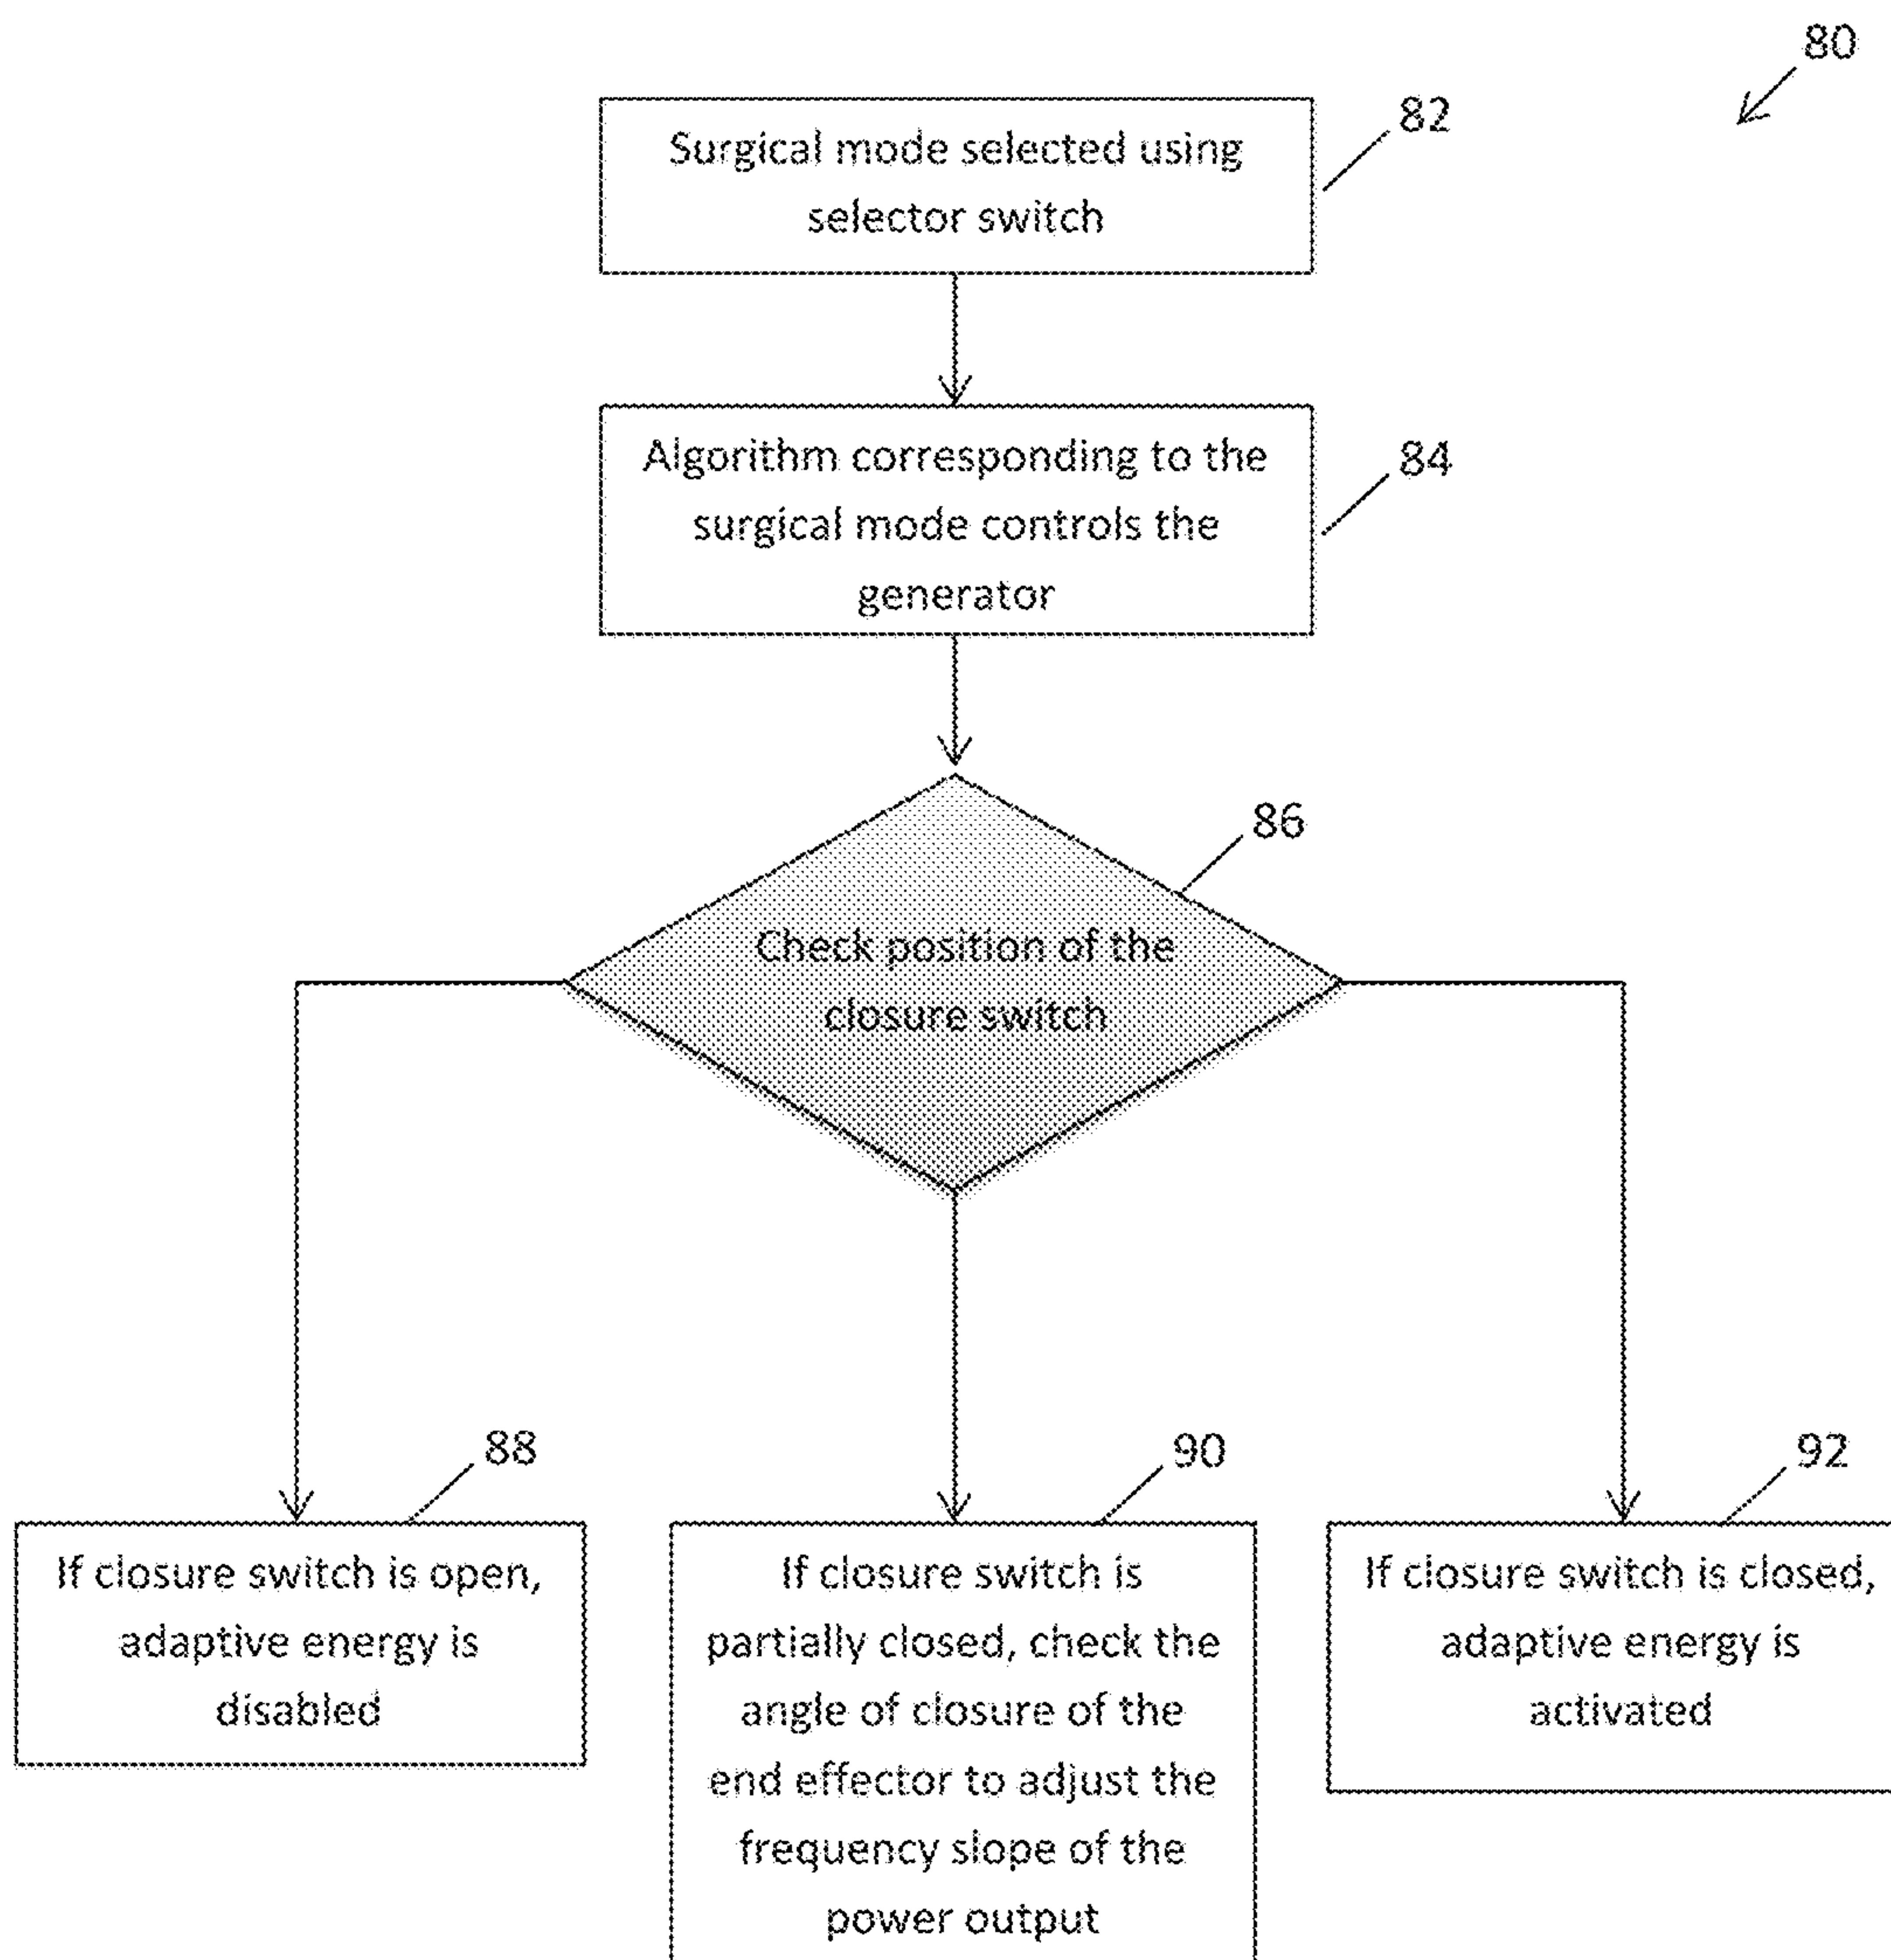 80
Surgical mode selected using
selector switch
82
Algorithm corresponding to the
surgical mode controls the
generator
84
86
Check position of the
closure switch
88
If closure switch is open,
adaptive energy is
disabled
90
If closure switch is
partially closed, check the
angle of closure of the
end effector to adjust the
frequency slope of the
power output
92
If closure switch is closed,
adaptive energy is
activated